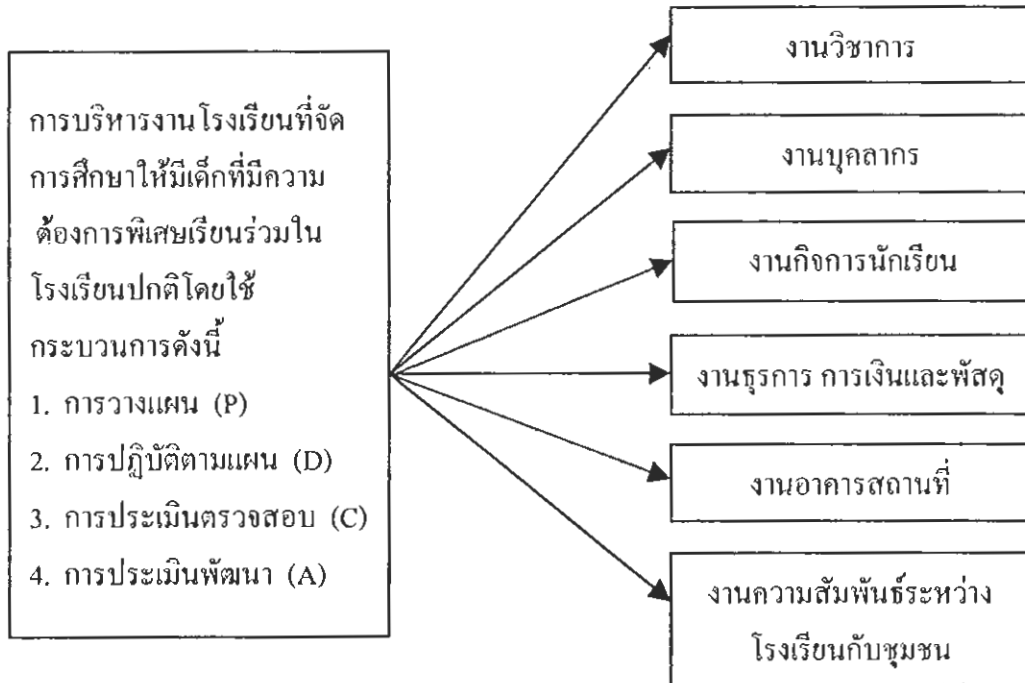 การบริหารงานโรงเรียนที่จัด
การศึกษาให้มีเด็กที่มีความ
ต้องการพิเศษเรียนร่วมใน
โรงเรียนปกติโดยใช้
กระบวนการดังนี้
1. การวางแผน (P)
2. การปฏิบัติตามแผน (D)
3. การประเมินตรวจสอบ (C)
4. การประเมินพัฒนา (A)
งานวิชาการ
งานบุคลากร
งานกิจการนักเรียน
งานธุรการ การเงินและพัสดุ
งานอาคารสถานที่
งานความสัมพันธ์ระหว่าง
โรงเรียนกับชุมชน